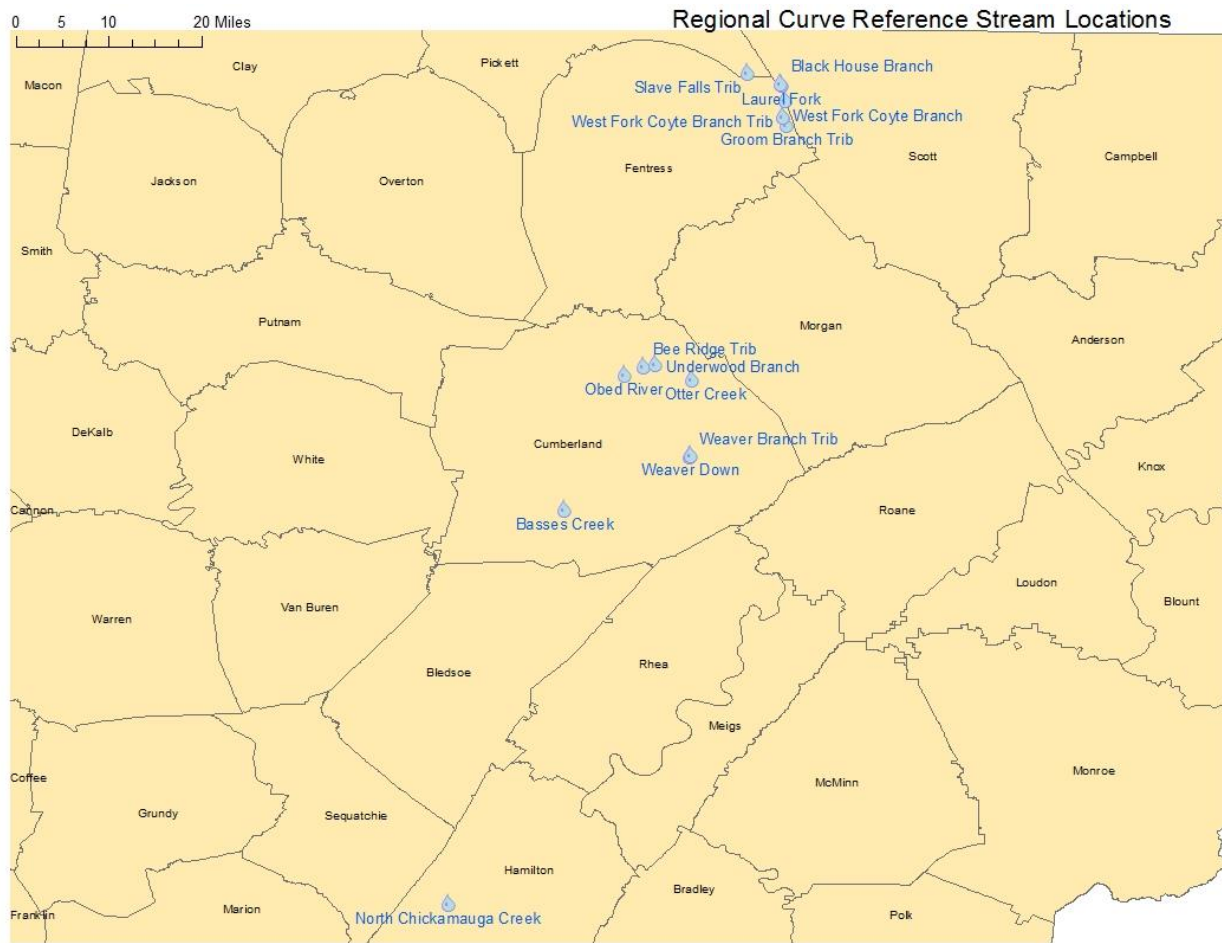 0 5 10 20 Miles
Regional Curve Reference Stream Locations
Clay
Pickett
Macon
Black House Branch
Slave Falls Trib
Laurel Fork
West Fork Coyte Branch Trib
West Fork Coyte Branch
Groom Branch Trib
Scott
Campbell
Fentress
Jackson
Overton
Smith
Putnam
Morgan
Anderson
Bee Ridge Trib
Underwood Branch
Obed River
Otter Creek
DeKalb
Cumberland
Weaver Branch Trib
White
Weaver Down
Knox
Cannon
Basses Creek
Roane
Loudon
Blount
Van Buren
Warren
Rhea
Bledsoe
Meigs
Coffee
Monroe
McMinn
Grundy
Sequatchie
Hamilton
Bradley
Franklin
Marion
North Chickamauga Creek
Polk